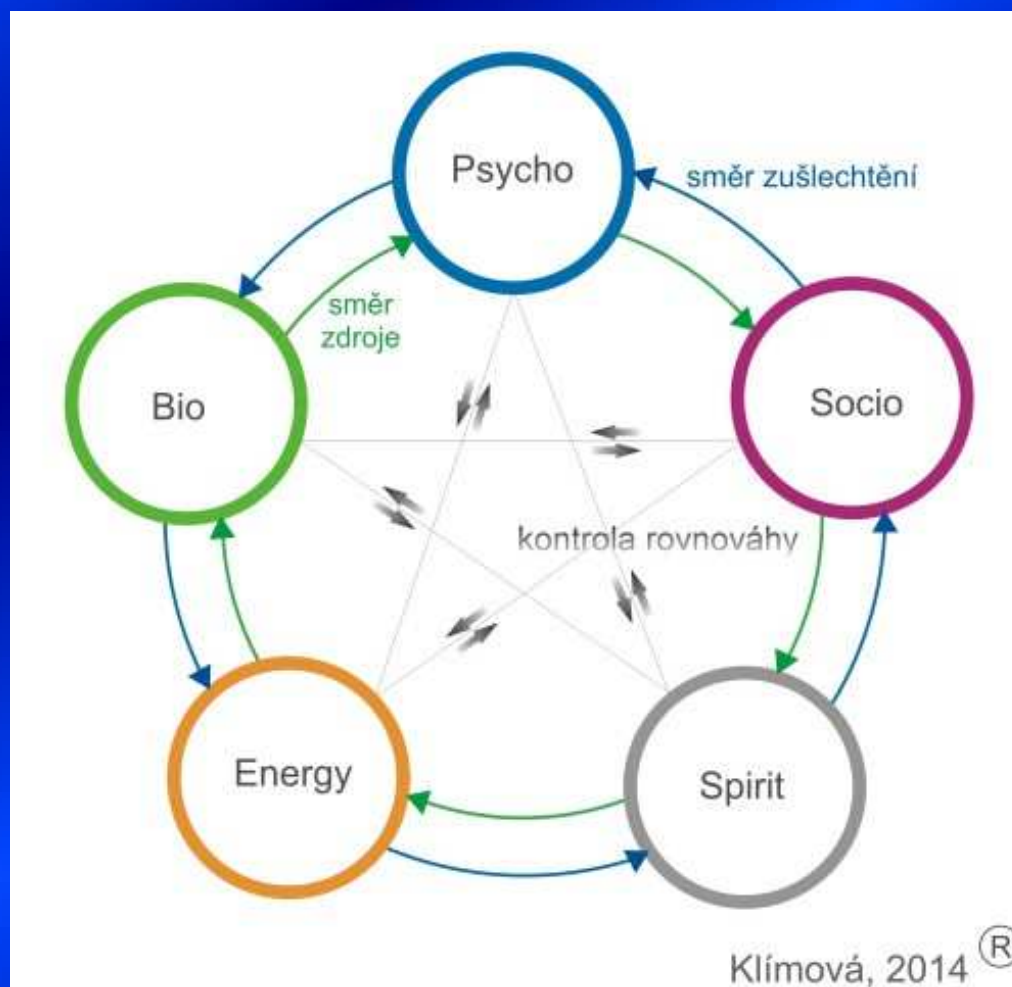 Psycho
směr zušlechtění
směr
zdroje
Bio
Socio
kontrola rovnováhy
Energy
Spirit
Klímová, 2014 ®